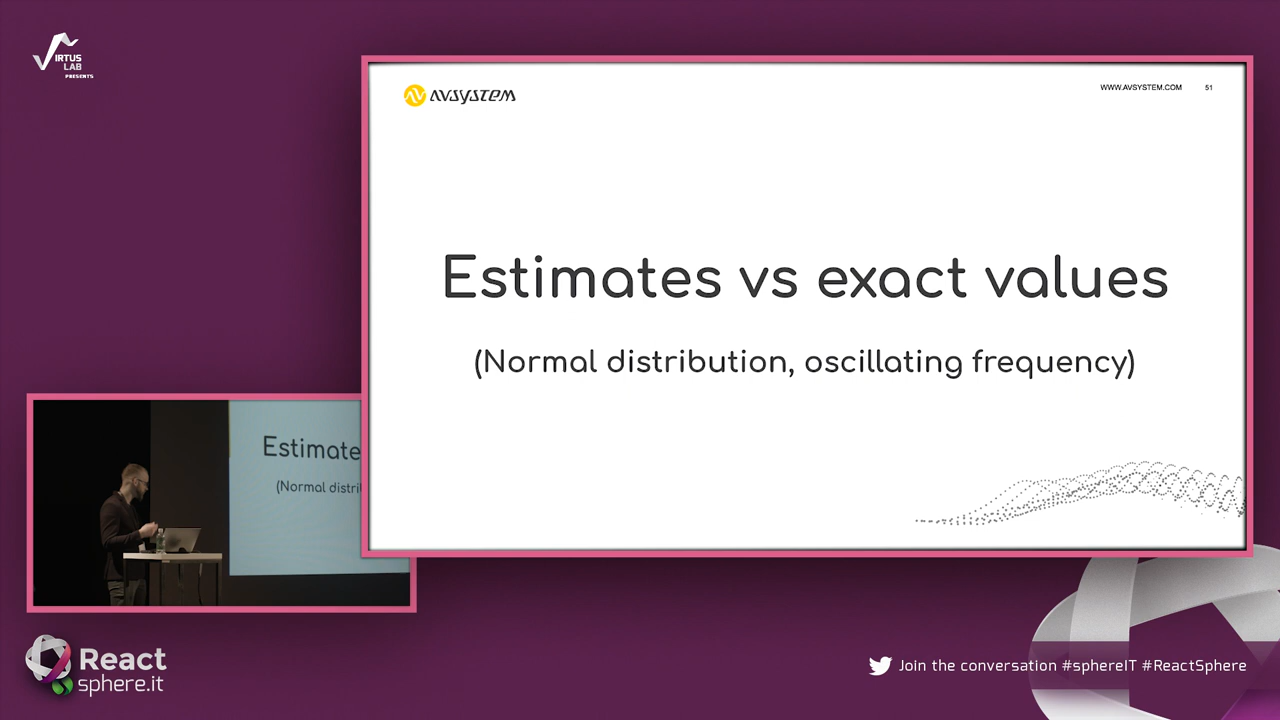 VIRTUS
LAB
PRESENTS
AVSYSTEM
WWW.AVSYSTEM.COM 51
Estimates vs exact values
(Normal distribution, oscillating frequency)
Estimate
(Normal distri
React
sphere.it
Join the conversation #sphereIT #ReactSphere